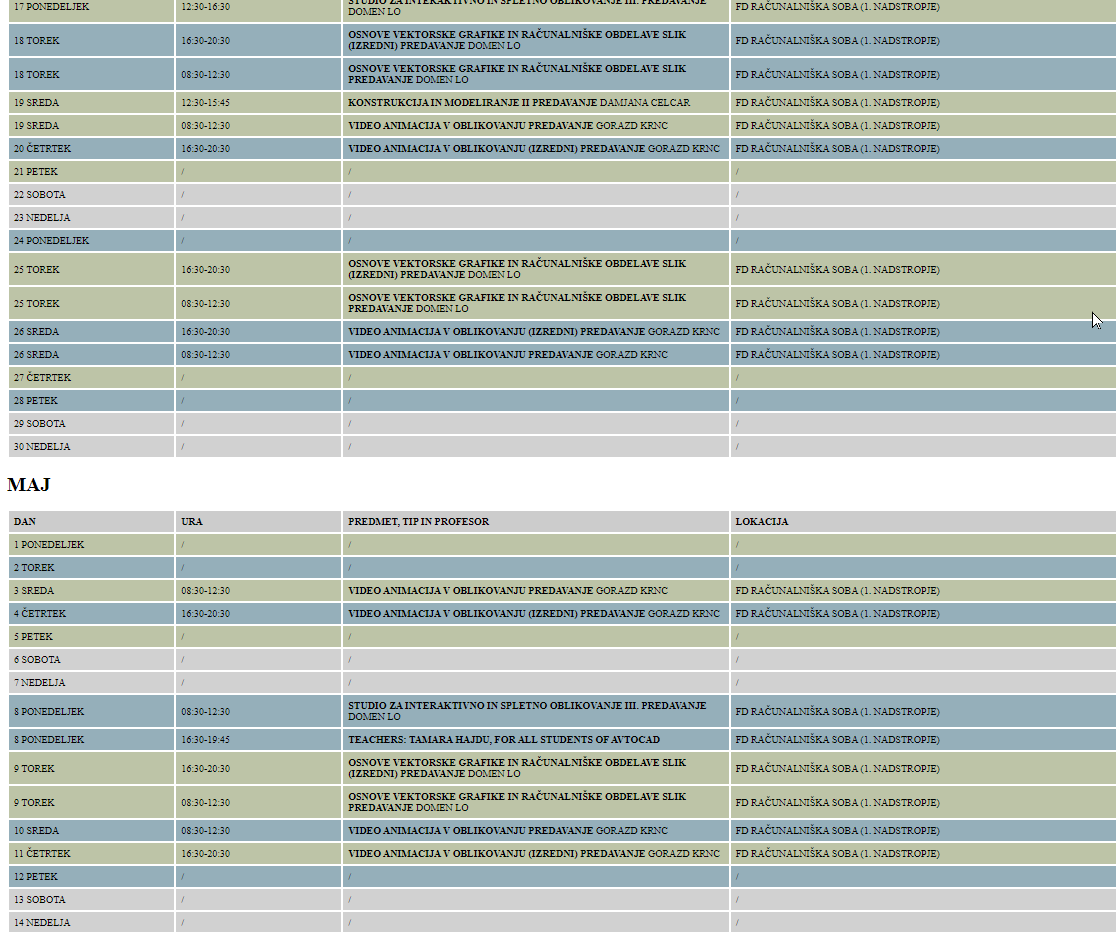 17 PONEDELJEK 12:30-16:30 STUDIO ZA INTERAKTIVNO IN SPLETNO OBLIKOVANJE III. PREDAVANJE FD RAČUNALNIŠKA SOBA (1. NADSTROPJE)
DOMEN LO
18 TOREK 16:30-20:30 OSNOVE VEKTORSKE GRAFIKE IN RAČUNALNIŠKE OBDELAVE SLIK FD RAČUNALNIŠKA SOBA (1. NADSTROPJE)
(IZREDNI) PREDAVANJE DOMEN LO
18 TOREK 08:30-12:30 OSNOVE VEKTORSKE GRAFIKE IN RAČUNALNIŠKE OBDELAVE SLIK FD RAČUNALNIŠKA SOBA (1. NADSTROPJE)
PREDAVANJE DOMEN LO
19 SREDA 12:30-15:45 KONSTRUKCIJA IN MODELIRANJE II PREDAVANJE DAMJANA CELCAR FD RAČUNALNIŠKA SOBA (1. NADSTROPJE)
19 SREDA 08:30-12:30 VIDEO ANIMACIJA V OBLIKOVANJU PREDAVANJE GORAZD KRNC FD RAČUNALNIŠKA SOBA (1. NADSTROPJE)
20 ČETRTEK 16:30-20:30 VIDEO ANIMACIJA V OBLIKOVANJU (IZREDNI) PREDAVANJE GORAZD KRNC FD RAČUNALNIŠKA SOBA (1. NADSTROPJE)
21 PETEK / / /
22 SOBOTA / / /
23 NEDELJA / / /
24 PONEDELJEK / / /
25 TOREK 16:30-20:30 OSNOVE VEKTORSKE GRAFIKE IN RAČUNALNIŠKE OBDELAVE SLIK FD RAČUNALNIŠKA SOBA (1. NADSTROPJE)
(IZREDNI) PREDAVANJE DOMEN LO
25 TOREK 08:30-12:30 OSNOVE VEKTORSKE GRAFIKE IN RAČUNALNIŠKE OBDELAVE SLIK FD RAČUNALNIŠKA SOBA (1. NADSTROPJE)
PREDAVANJE DOMEN LO
26 SREDA 16:30-20:30 VIDEO ANIMACIJA V OBLIKOVANJU (IZREDNI) PREDAVANJE GORAZD KRNC FD RAČUNALNIŠKA SOBA (1. NADSTROPJE)
26 SREDA 08:30-12:30 VIDEO ANIMACIJA V OBLIKOVANJU PREDAVANJE GORAZD KRNC FD RAČUNALNIŠKA SOBA (1. NADSTROPJE)
27 ČETRTEK / / /
28 PETEK / / /
29 SOBOTA / / /
30 NEDELJA / / /
MAJ
DAN URA PREDMET, TIP IN PROFESOR LOKACIJA
1 PONEDELJEK / / /
2 TOREK / / /
3 SREDA 08:30-12:30 VIDEO ANIMACIJA V OBLIKOVANJU PREDAVANJE GORAZD KRNC FD RAČUNALNIŠKA SOBA (1. NADSTROPJE)
4 ČETRTEK 16:30-20:30 VIDEO ANIMACIJA V OBLIKOVANJU (IZREDNI) PREDAVANJE GORAZD KRNC FD RAČUNALNIŠKA SOBA (1. NADSTROPJE)
5 PETEK / / /
6 SOBOTA / / /
7 NEDELJA / / /
8 PONEDELJEK 08:30-12:30 STUDIO ZA INTERAKTIVNO IN SPLETNO OBLIKOVANJE III. PREDAVANJE FD RAČUNALNIŠKA SOBA (1. NADSTROPJE)
DOMEN LO
8 PONEDELJEK 16:30-19:45 TEACHERS: TAMARA HAJDU, FOR ALL STUDENTS OF AVTOCAD FD RAČUNALNIŠKA SOBA (1. NADSTROPJE)
9 TOREK 16:30-20:30 OSNOVE VEKTORSKE GRAFIKE IN RAČUNALNIŠKE OBDELAVE SLIK FD RAČUNALNIŠKA SOBA (1. NADSTROPJE)
(IZREDNI) PREDAVANJE DOMEN LO
9 TOREK 08:30-12:30 OSNOVE VEKTORSKE GRAFIKE IN RAČUNALNIŠKE OBDELAVE SLIK FD RAČUNALNIŠKA SOBA (1. NADSTROPJE)
PREDAVANJE DOMEN LO
10 SREDA 08:30-12:30 VIDEO ANIMACIJA V OBLIKOVANJU PREDAVANJE GORAZD KRNC FD RAČUNALNIŠKA SOBA (1. NADSTROPJE)
11 ČETRTEK 16:30-20:30 VIDEO ANIMACIJA V OBLIKOVANJU (IZREDNI) PREDAVANJE GORAZD KRNC FD RAČUNALNIŠKA SOBA (1. NADSTROPJE)
12 PETEK / / /
13 SOBOTA / / /
14 NEDELJA / / /